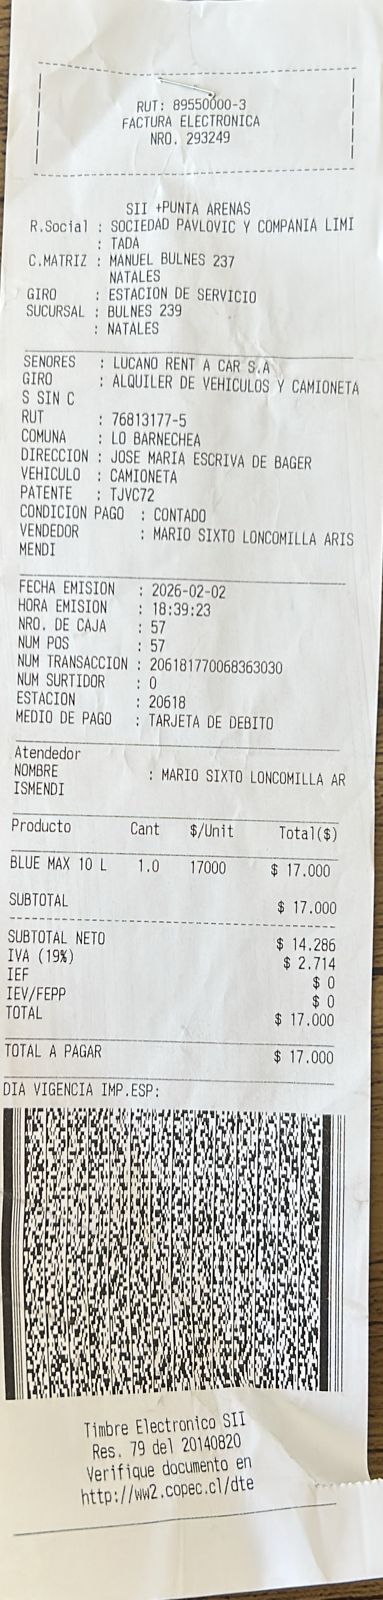 RUT: 89550000-3
FACTURA ELECTRONICA
NRO. 293249
SII +PUNTA ARENAS
R.Social : SOCIEDAD PAVLOVIC Y COMPANIA LIMI
: TADA
C.MATRIZ : MANUEL BULNES 237
NATALES
GIRO : ESTACION DE SERVICIO
SUCURSAL : BULNES 239
: NATALES
SENORES : LUCANO RENT A CAR S.A
GIRO : ALQUILER DE VEHICULOS Y CAMIONETA
S SIN C
RUT : 76813177-5
COMUNA : LO BARNECHEA
DIRECCION : JOSE MARIA ESCRIVA DE BAGER
VEHICULO : CAMIONETA
PATENTE : TJVC72
CONDICION PAGO : CONTADO
VENDEDOR : MARIO SIXTO LONCOMILLA ARIS
MENDI
FECHA EMISION : 2026-02-02
HORA EMISION : 18:39:23
NRO. DE CAJA : 57
NUM POS : 57
NUM TRANSACCION : 206181770068363030
NUM SURTIDOR : 0
ESTACION : 20618
MEDIO DE PAGO : TARJETA DE DEBITO
Atendedor
NOMBRE : MARIO SIXTO LONCOMILLA AR
ISMENDI
Producto Cant $/Unit Total($)
BLUE MAX 10 L 1.0 17000 $ 17.000
SUBTOTAL $ 17.000
SUBTOTAL NETO $ 14.286
IVA (19%) $ 2.714
IEF $ 0
IEV/FEPP $ 0
TOTAL $ 17.000
TOTAL A PAGAR $ 17.000
DIA VIGENCIA IMP.ESP:
Timbre Electronico SII
Res. 79 del 20140820
Verifique documento en
http://ww2.copec.cl/dte